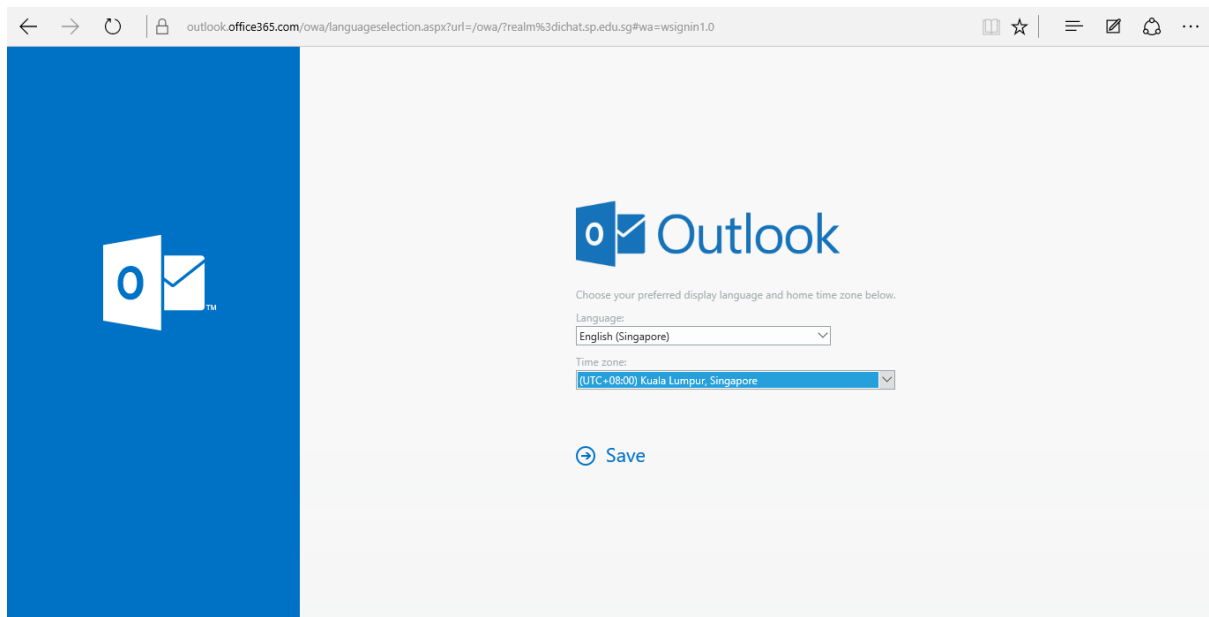 outlook.office365.com/owa/languageselection.aspx?url=/owa/?realm%3dichat.sp.edu.sg#wa=wsignin1.0
O
TM
O
Outlook
Choose your preferred display language and home time zone below.
Language:
English (Singapore)
Time zone:
(UTC+08:00) Kuala Lumpur, Singapore
Save